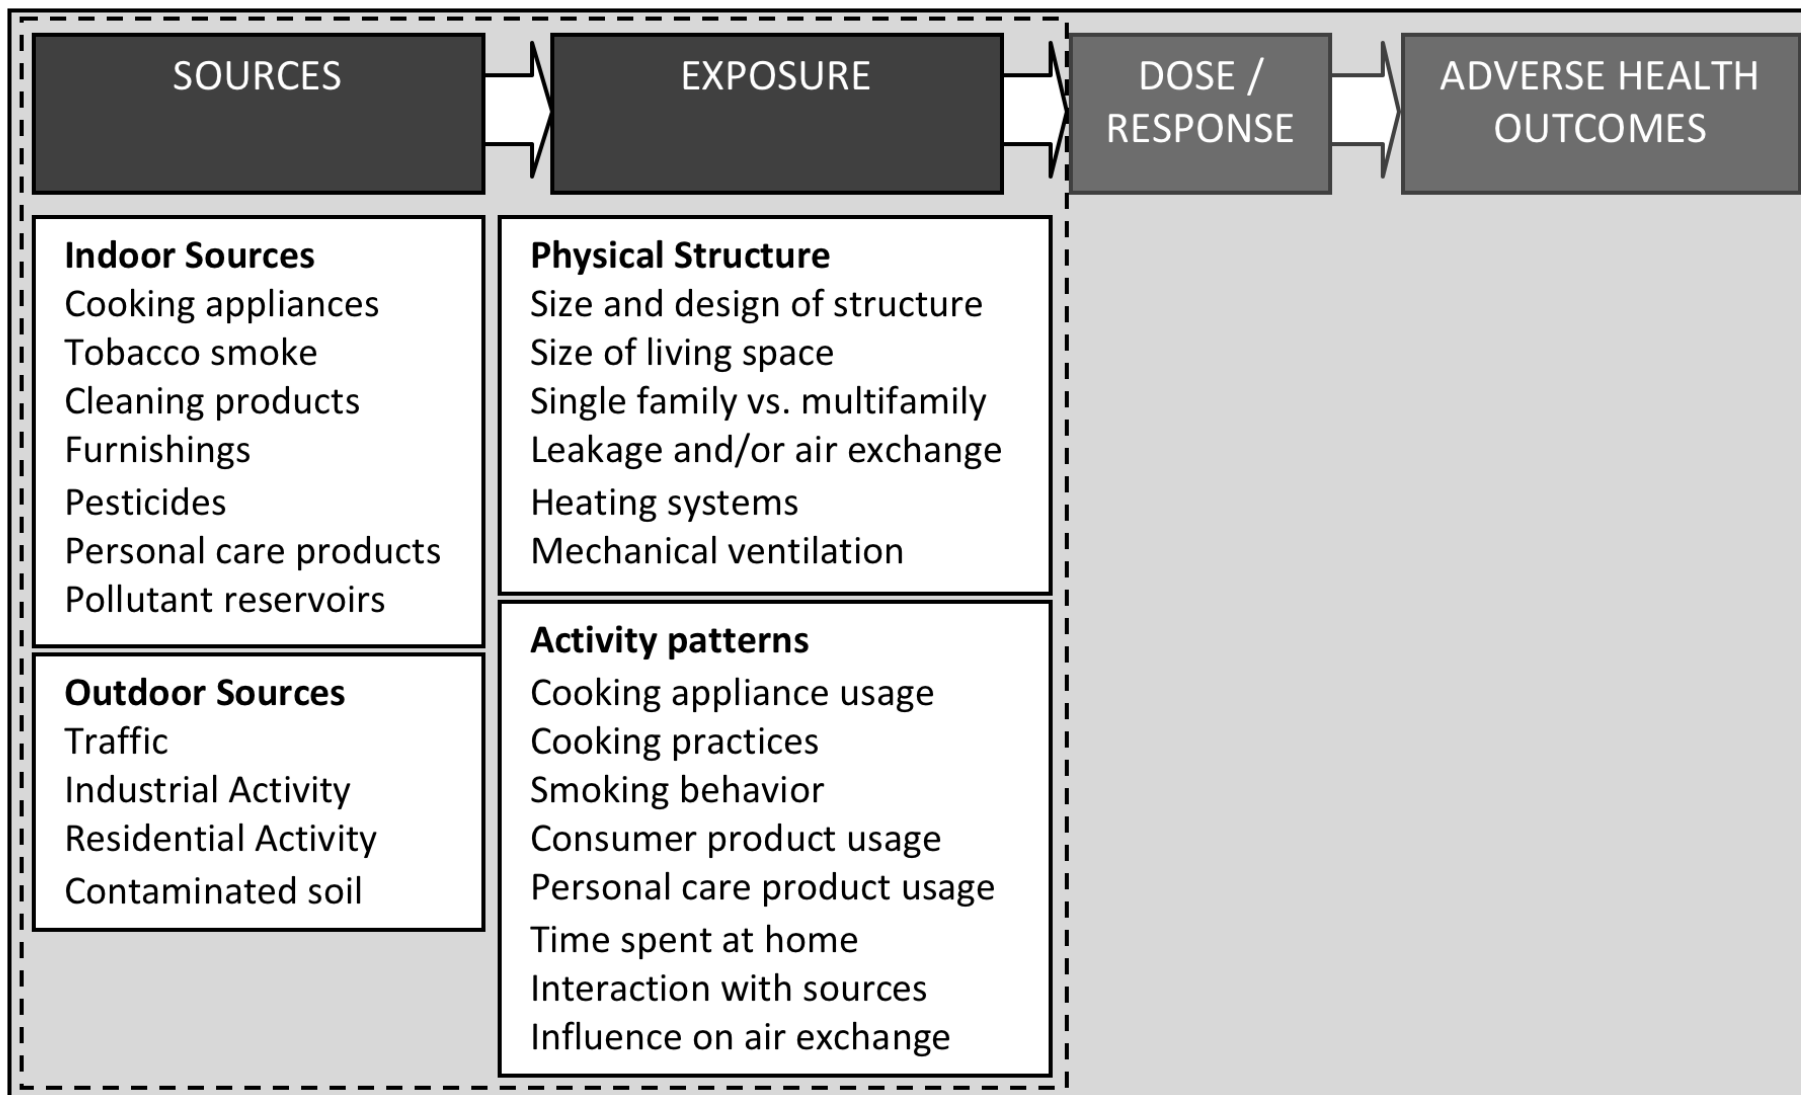 SOURCES
EXPOSURE
DOSE /
RESPONSE
ADVERSE HEALTH
OUTCOMES
Indoor Sources
Cooking appliances
Tobacco smoke
Cleaning products
Furnishings
Pesticides
Personal care products
Pollutant reservoirs
Outdoor Sources
Traffic
Industrial Activity
Residential Activity
Contaminated soil
Physical Structure
Size and design of structure
Size of living space
Single family vs. multifamily
Leakage and/or air exchange
Heating systems
Mechanical ventilation
Activity patterns
Cooking appliance usage
Cooking practices
Smoking behavior
Consumer product usage
Personal care product usage
Time spent at home
Interaction with sources
Influence on air exchange